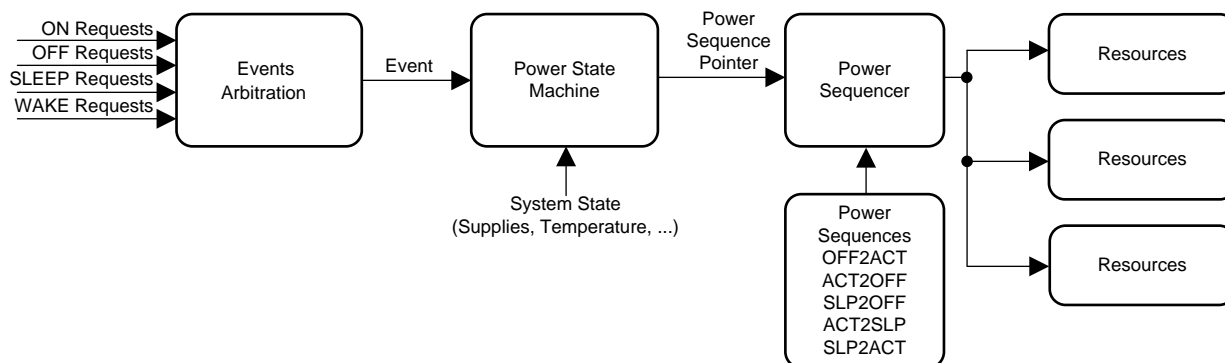 ON Requests
OFF Requests
SLEEP Requests
WAKE Requests
Events
Arbitration
Event
Power State
Machine
System State
(Supplies, Temperature, ...)
Power
Sequence
Pointer
Power
Sequencer
Power
Sequences
OFF2ACT
ACT2OFF
SLP2OFF
ACT2SLP
SLP2ACT
Resources
Resources
Resources